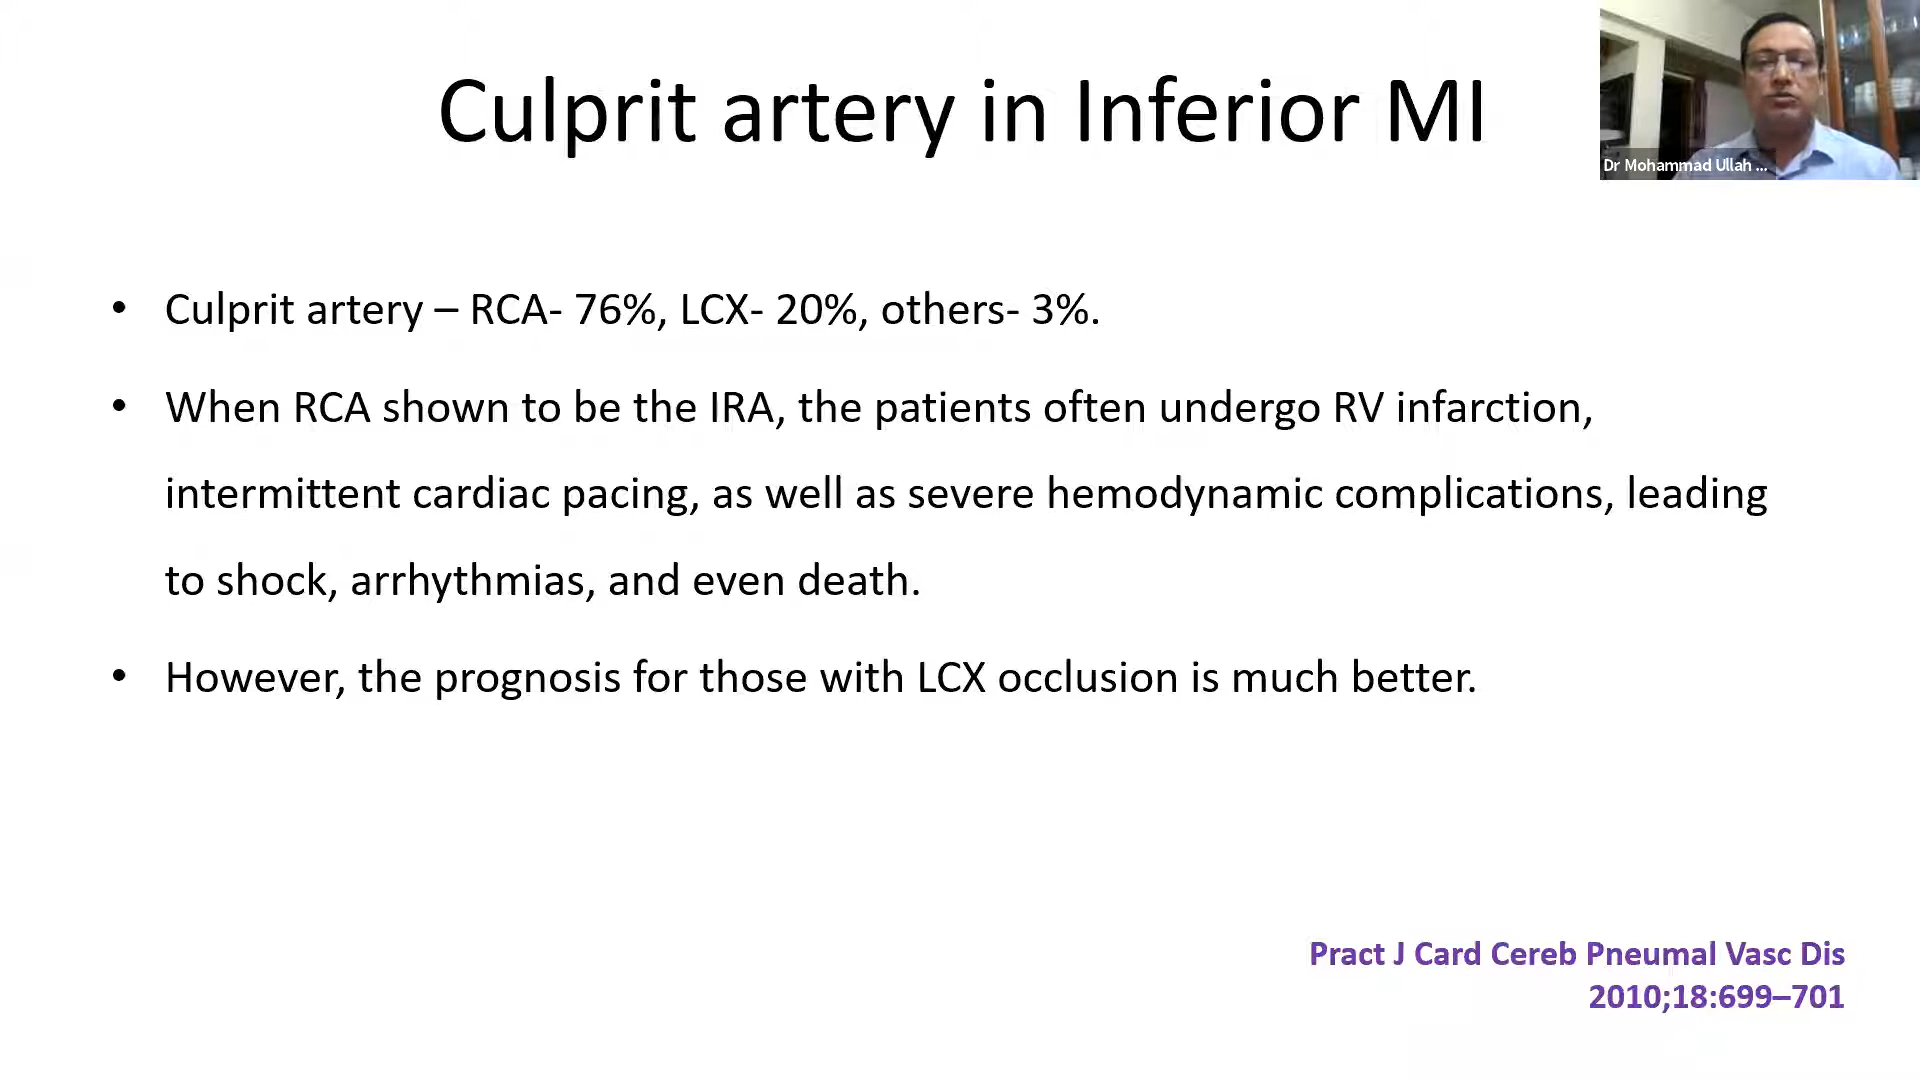 Culprit artery in Inferior MI
Dr Mohammad Ullah ...
• Culprit artery – RCA- 76%, LCX- 20%, others- 3%.
• When RCA shown to be the IRA, the patients often undergo RV infarction,
intermittent cardiac pacing, as well as severe hemodynamic complications, leading
to shock, arrhythmias, and even death.
• However, the prognosis for those with LCX occlusion is much better.
Pract J Card Cereb Pneumal Vasc Dis
2010;18:699–701